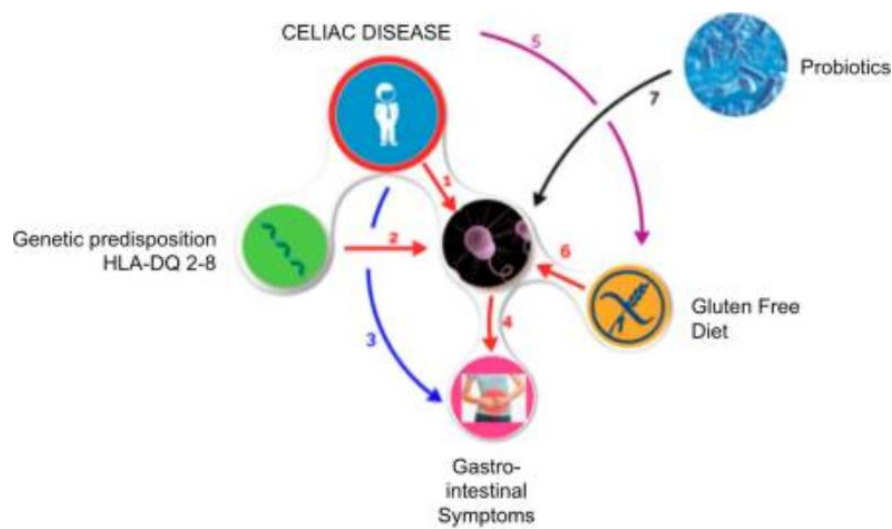 CELIAC DISEASE
5
Probiotics
7
1
Genetic predisposition
HLA-DQ 2-8
2
6
Gluten Free
Diet
3
4
Gastro-
intestinal
Symptoms